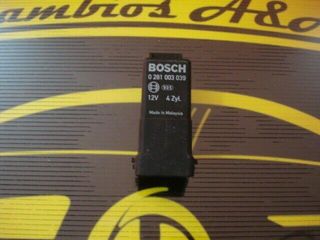 ambros A&
BOSCH
0 281 003 039
12V 4 Zyl.
Made in Malaysia